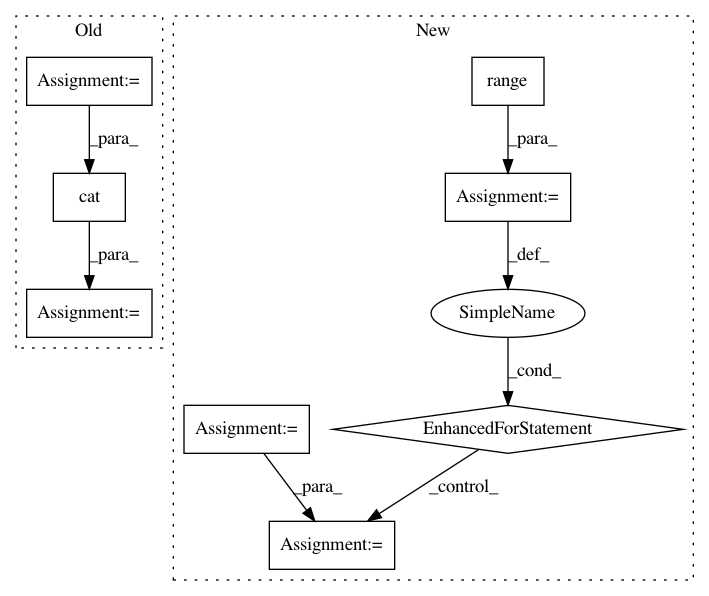 Old
New
Assignment:=
range
_para_
_para_
cat
Assignment:=
_para_
_def_
Assignment:=
SimpleName
_cond_
Assignment:=
EnhancedForStatement
_para_
_control_
Assignment:=